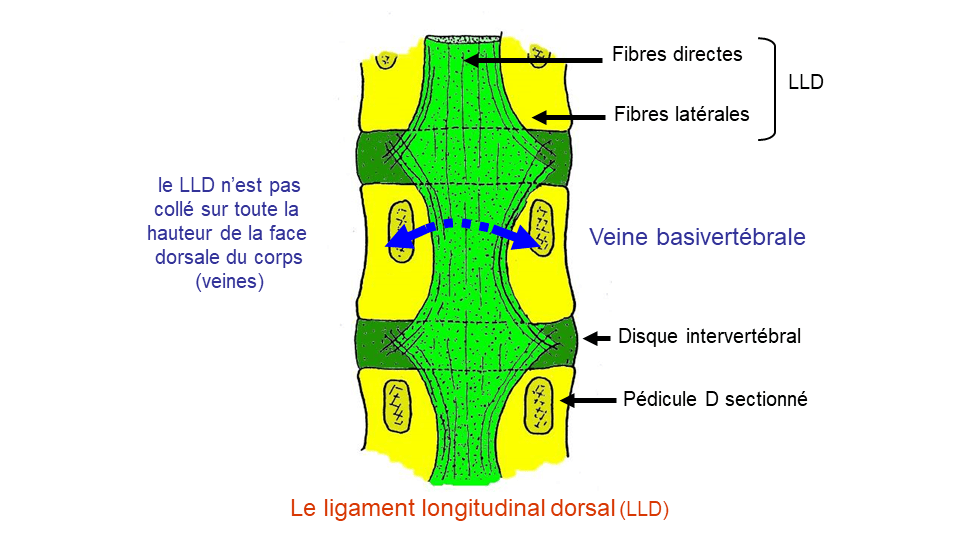 Fibres directes
LLD
Fibres latérales
le LLD n’est pas
collé sur toute la
hauteur de la face
dorsale du corps
(veines)
Veine basivertébrale
Disque intervertébral
Pédicule D sectionné
Le ligament longitudinal dorsal (LLD)